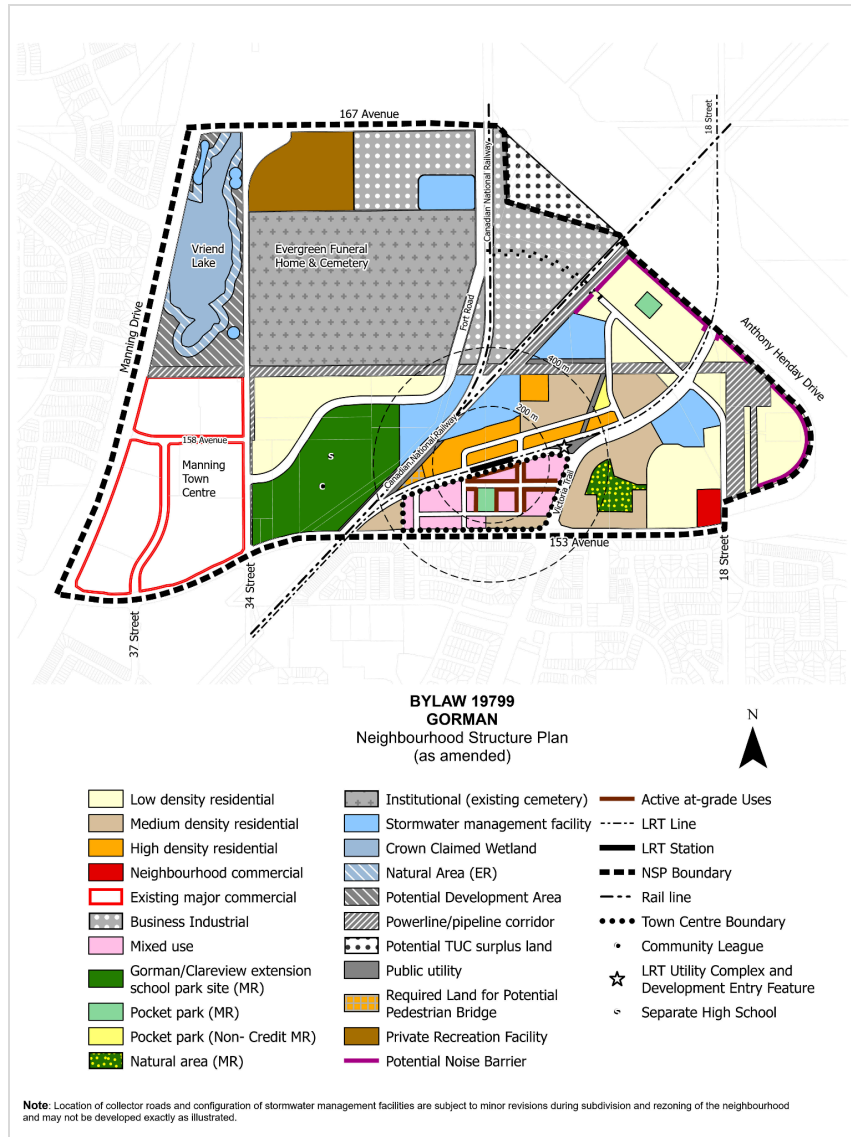 167 Avenue
18 Street
Canadian National Railway
Vriend
Lake
Evergreen Funeral
Home & Cemetery
Fort Road
Manning Drive
Anthony Henday Drive
400 m
200 m
158 Avenue
Manning
Town
Centre
S
C
Canadian National Railway
Victoria Trail
153 Avenue
34 Street
18 Street
37 Street
BYLAW 19799
GORMAN
Neighbourhood Structure Plan
(as amended)
N
Low density residential
Medium density residential
High density residential
Neighbourhood commercial
Existing major commercial
Business Industrial
Mixed use
Gorman/Clareview extension
school park site (MR)
Pocket park (MR)
Pocket park (Non- Credit MR)
Natural area (MR)
Institutional (existing cemetery)
Stormwater management facility
Crown Claimed Wetland
Natural Area (ER)
Potential Development Area
Powerline/pipeline corridor
Potential TUC surplus land
Public utility
Required Land for Potential
Pedestrian Bridge
Private Recreation Facility
Potential Noise Barrier
Active at-grade Uses
LRT Line
LRT Station
NSP Boundary
Rail line
Town Centre Boundary
Community League
LRT Utility Complex and
Development Entry Feature
S Separate High School
Note: Location of collector roads and configuration of stormwater management facilities are subject to minor revisions during subdivision and rezoning of the neighbourhood
and may not be developed exactly as illustrated.